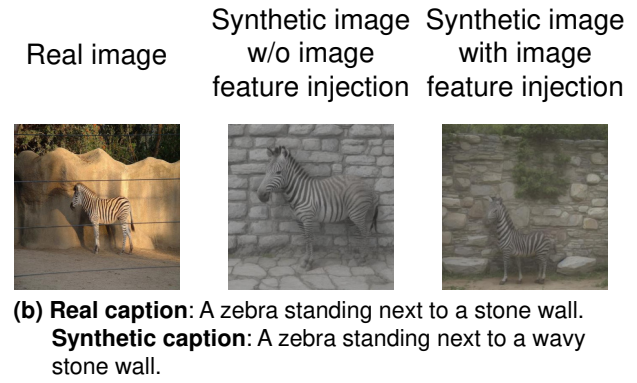 Real image
Synthetic image
w/o image
feature injection
Synthetic image
with image
feature injection
(b) Real caption: A zebra standing next to a stone wall.
Synthetic caption: A zebra standing next to a wavy
stone wall.